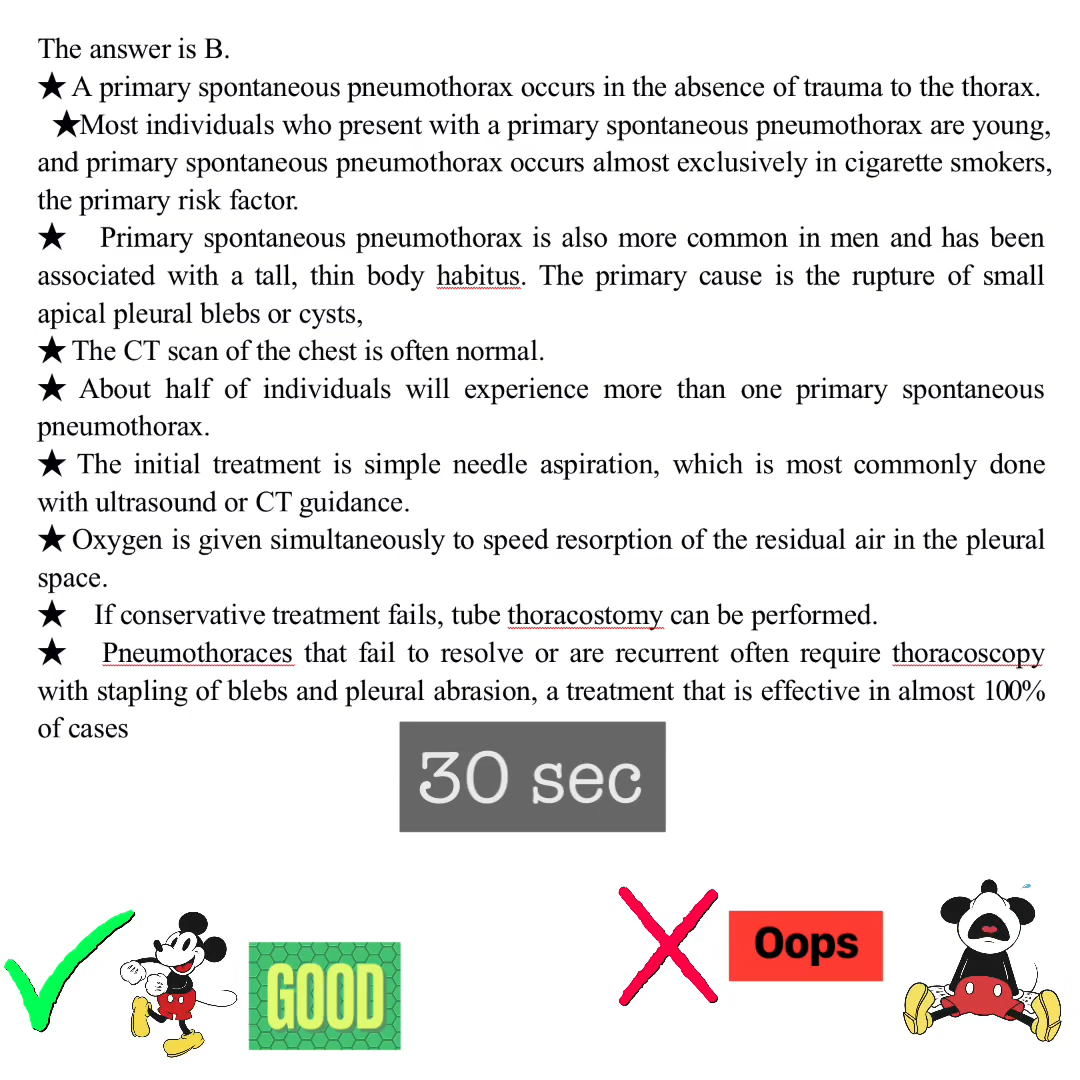 The answer is B.
★ A primary spontaneous pneumothorax occurs in the absence of trauma to the thorax.
★Most individuals who present with a primary spontaneous pneumothorax are young,
and primary spontaneous pneumothorax occurs almost exclusively in cigarette smokers,
the primary risk factor.
★ Primary spontaneous pneumothorax is also more common in men and has been
associated with a tall, thin body habitus. The primary cause is the rupture of small
apical pleural blebs or cysts,
★ The CT scan of the chest is often normal.
★ About half of individuals will experience more than one primary spontaneous
pneumothorax.
★ The initial treatment is simple needle aspiration, which is most commonly done
with ultrasound or CT guidance.
★ Oxygen is given simultaneously to speed resorption of the residual air in the pleural
space.
★ If conservative treatment fails, tube thoracostomy can be performed.
★ Pneumothoraces that fail to resolve or are recurrent often require thoracoscopy
with stapling of blebs and pleural abrasion, a treatment that is effective in almost 100%
of cases
30 sec
GOOD
Oops